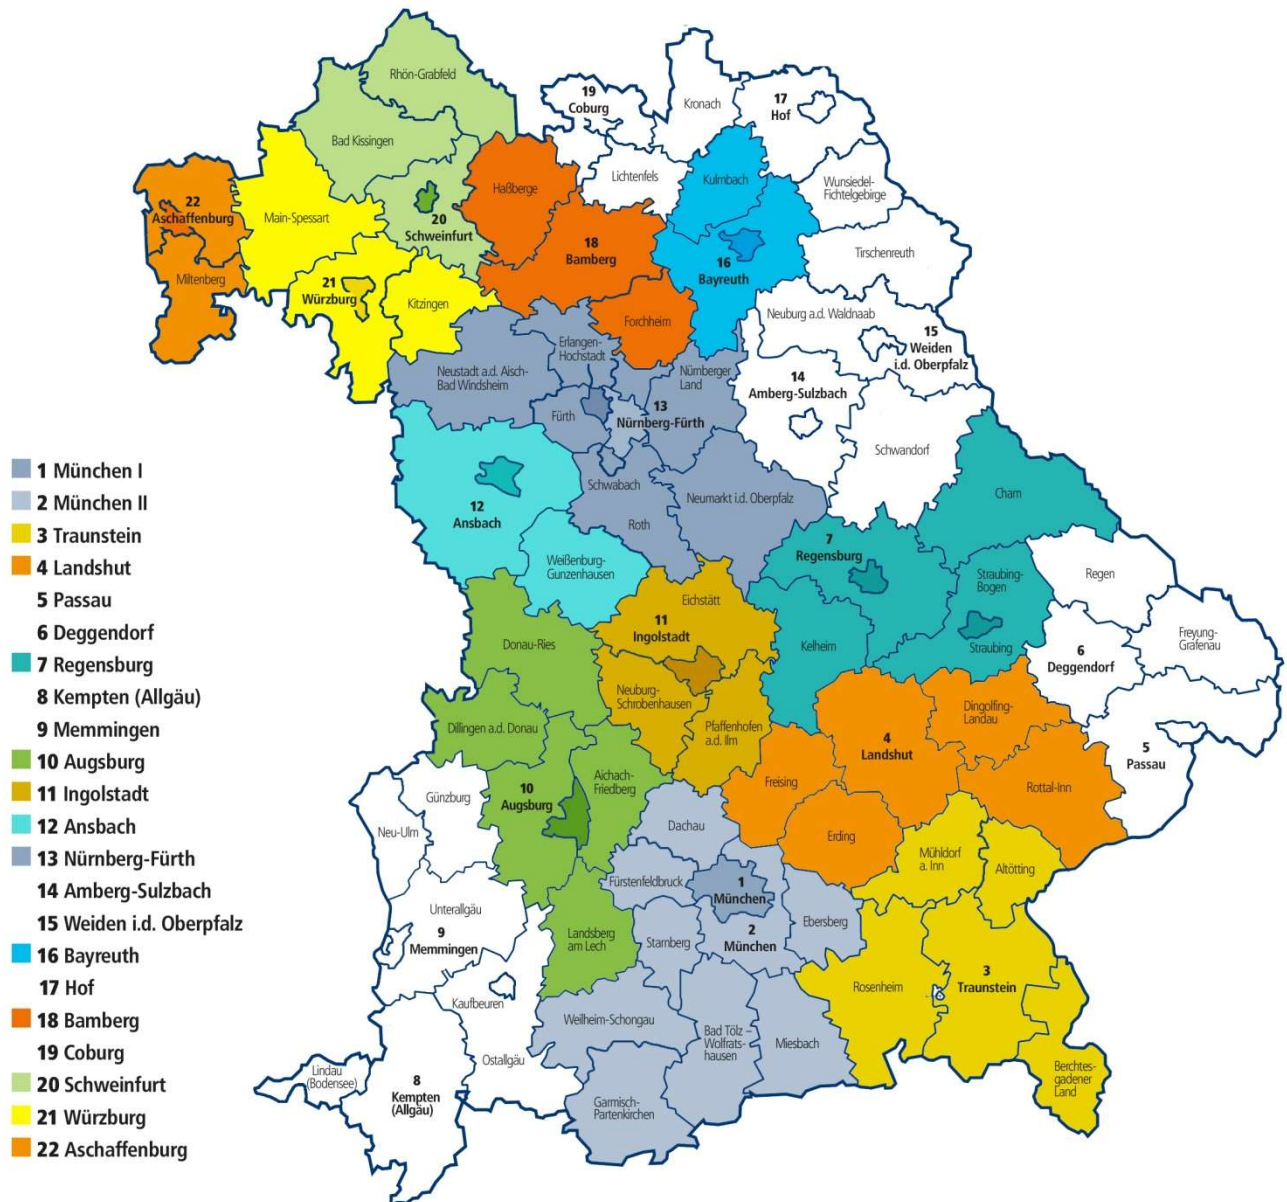 Rhön-Grabfeld
19
Coburg
Kronach
17
Hof
Bad Kissingen
Lichtenfels
Kulmbach
Wunsiedel-
Fichtelgebirge
Haßberge
22
Aschaffenburg
Main-Spessart
20
Schweinfurt
18
Bamberg
16
Bayreuth
Tirschenreuth
Miltenberg
21
Würzburg
Kitzingen
Forchheim
Neuburg a.d. Waldnaab
15
Weiden
i.d. Oberpfalz
Erlangen-
Hochstadt
Neustadt a.d. Aisch-
Bad Windsheim
Nürnberger
Land
14
Amberg-Sulzbach
Fürth
13
Nürnberg-Fürth
Schwandorf
Schwabach
Roth
Neumarkt i.d. Oberpfalz
Cham
12
Ansbach
7
Regensburg
Weißenburg-
Gunzenhausen
Straubing-
Bogen
Regen
Eichstätt
11
Ingolstadt
Donau-Ries
Kelheim
Straubing
6
Deggendorf
Freyung-
Grafenau
Neuburg-
Schrobenhausen
Pfaffenhofen
a.d. Ilm
Dingolfing-
Landau
Dillingen a.d. Donau
4
Landshut
5
Passau
Aichach-
Friedberg
10
Augsburg
Freising
Rottal-Inn
Günzburg
Neu-Ulm
Dachau
Erding
Mühldorf
a. Inn
Altötting
Fürstenfeldbruck
1
München
Unterallgäu
9
Memmingen
Landsberg
am Lech
Starnberg
2
München
Ebersberg
Kaufbeuren
Rosenheim
3
Traunstein
Weilheim-Schongau
Bad Tölz –
Wolfrats-
hausen
Miesbach
Ostallgäu
Lindau
(Bodensee)
8
Kempten
(Allgäu)
Garmisch-
Partenkirchen
Berchtes-
gadener
Land
1 München I
2 München II
3 Traunstein
4 Landshut
5 Passau
6 Deggendorf
7 Regensburg
8 Kempten (Allgäu)
9 Memmingen
10 Augsburg
11 Ingolstadt
12 Ansbach
13 Nürnberg-Fürth
14 Amberg-Sulzbach
15 Weiden i.d. Oberpfalz
16 Bayreuth
17 Hof
18 Bamberg
19 Coburg
20 Schweinfurt
21 Würzburg
22 Aschaffenburg